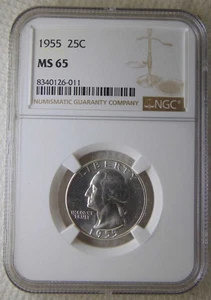 1955 25C
MS 65
8340126-011
NUMISMATIC GUARANTY COMPANY
NGC
LIBERTY
IN GOD WE
TRUST
1955